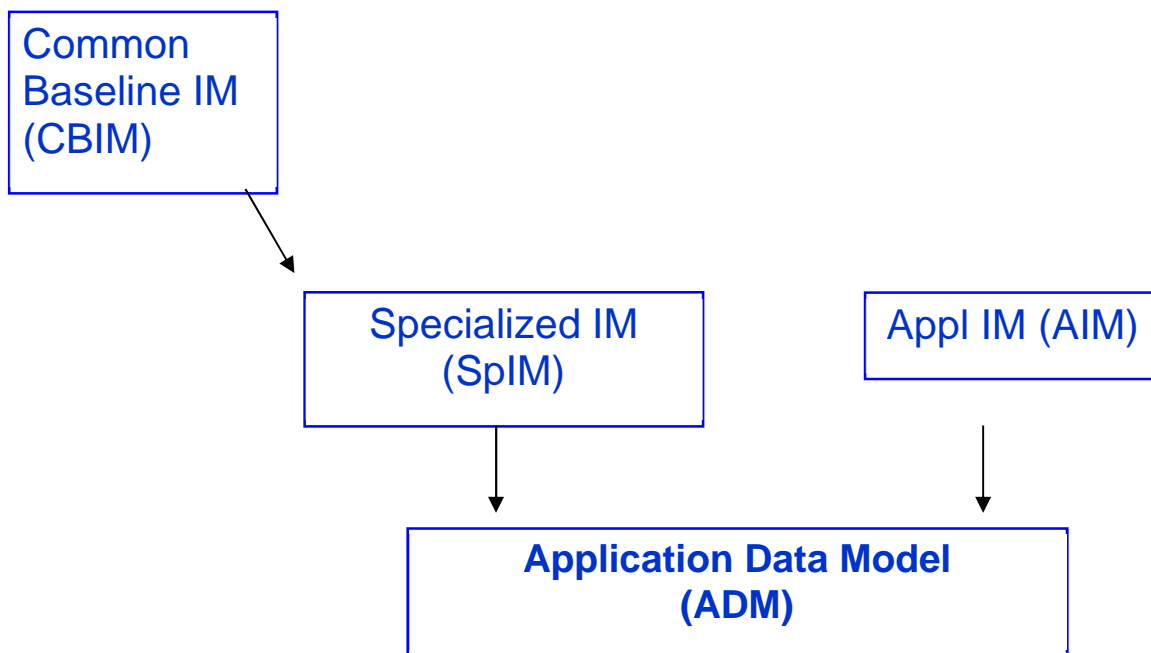 Common
Baseline IM
(CBIM)
Specialized IM
(SpIM)
Appl IM (AIM)
Application Data Model
(ADM)